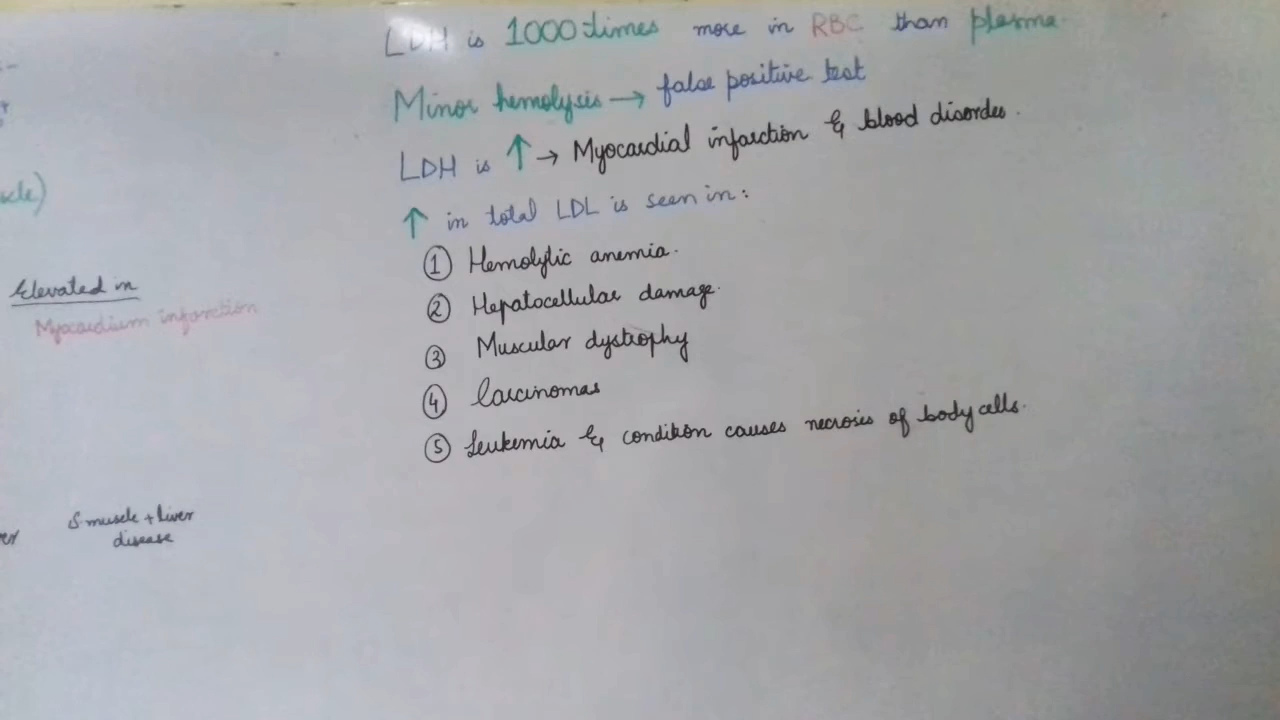 LDH is 1000 times more in RBC than plasma.
Minor hemolysis → false positive test
LDH is ↑ → Myocardial infarction & blood disorder.
↑ in total LDL is seen in:
① Hemolytic anemia.
② Hepatocellular damage.
③ Muscular dystrophy
④ Carcinomas
⑤ Leukemia & condition causes necrosis of body cells.
Elevated in
Myocardium infarction
S. muscle + liver
disease